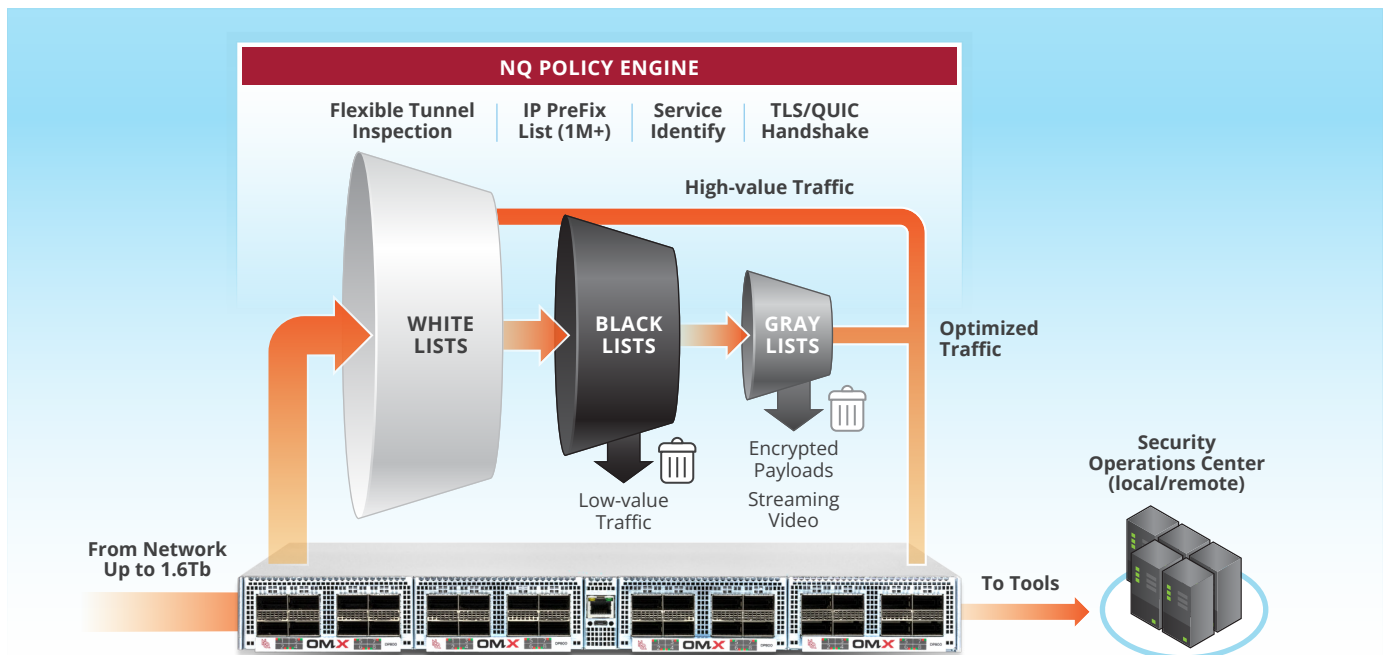 NQ POLICY ENGINE
Flexible Tunnel
Inspection
IP PreFix
List (1M+)
Service
Identify
TLS/QUIC
Handshake
High-value Traffic
WHITE
LISTS
BLACK
LISTS
GRAY
LISTS
Optimized
Traffic
Encrypted
Payloads
Streaming
Video
Low-value
Traffic
Security
Operations Center
(local/remote)
From Network
Up to 1.6Tb
To Tools
OMX
OMX
OMX
OMX